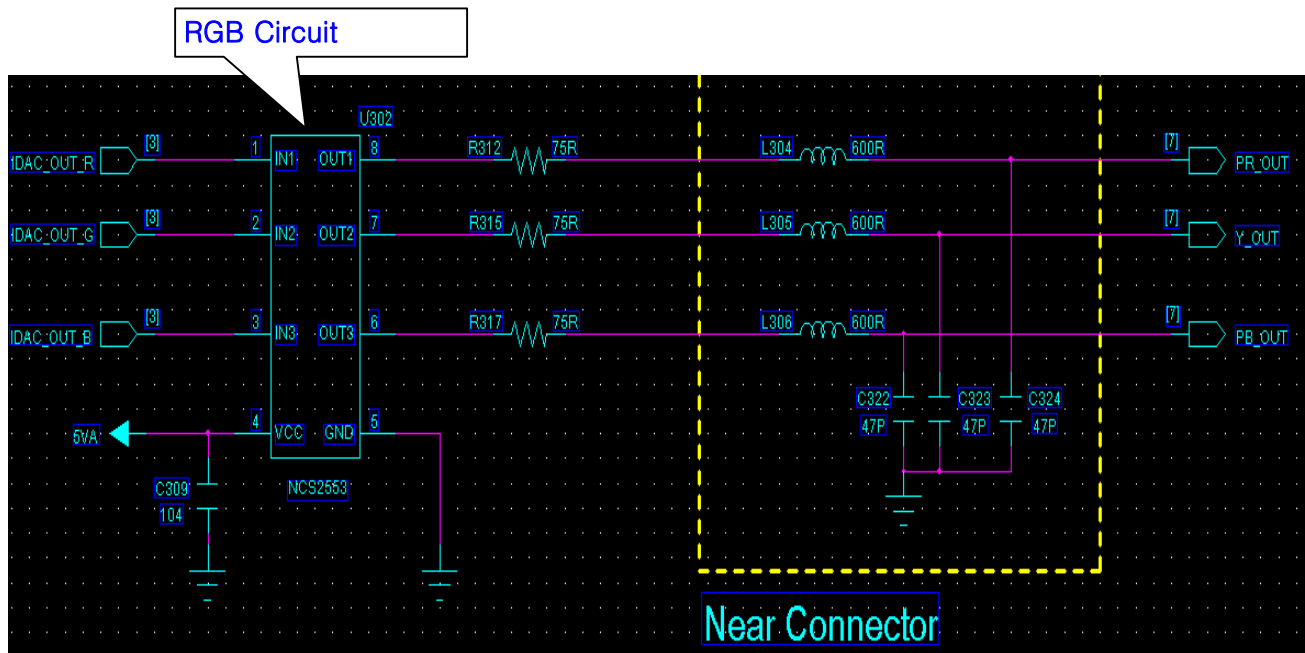 RGB Circuit
U302
[3]
1
IN1
OUT1
8
R312
75R
L304
600R
[7]
IDAC_OUT_R
PR_OUT
[3]
2
IN2
OUT2
7
R315
75R
L305
600R
[7]
IDAC_OUT_G
Y_OUT
[3]
3
IN3
OUT3
6
R317
75R
L306
600R
[7]
IDAC_OUT_B
PB_OUT
C322
C323
C324
47P
47P
47P
4
5
5VA
VCC
GND
C309
104
NCS2553
Near Connector